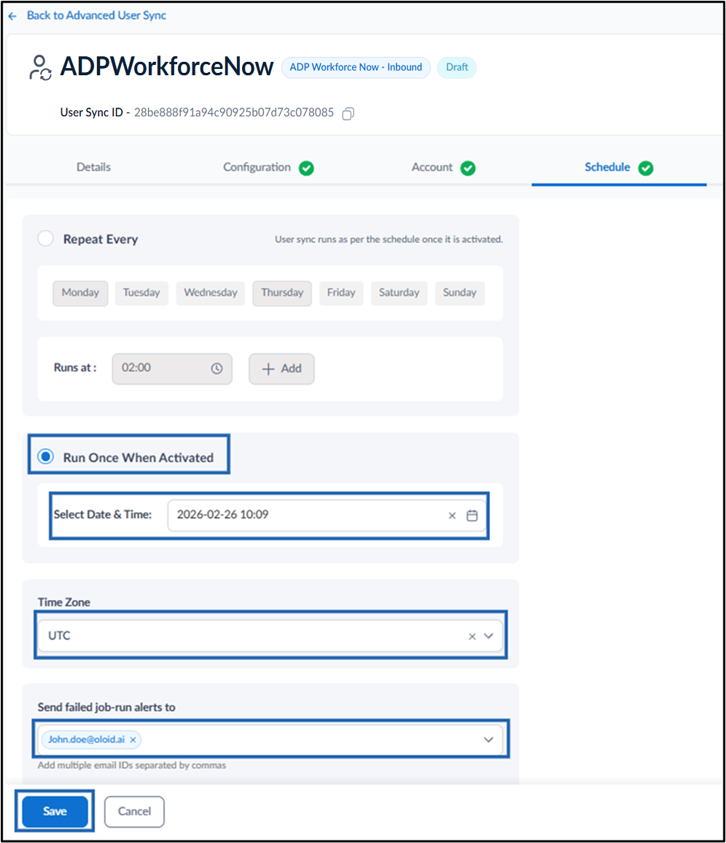 Back to Advanced User Sync
ADPWorkforceNow ADP Workforce Now - Inbound Draft
User Sync ID - 28be888f91a94c90925b07d73c078085
Details Configuration Account Schedule
Repeat Every User sync runs as per the schedule once it is activated.
Monday Tuesday Wednesday Thursday Friday Saturday Sunday
Runs at : 02:00 + Add
Run Once When Activated
Select Date & Time: 2026-02-26 10:09
Time Zone
UTC
Send failed job-run alerts to
John.doe@oloid.ai ×
Add multiple email IDs separated by commas
Save Cancel